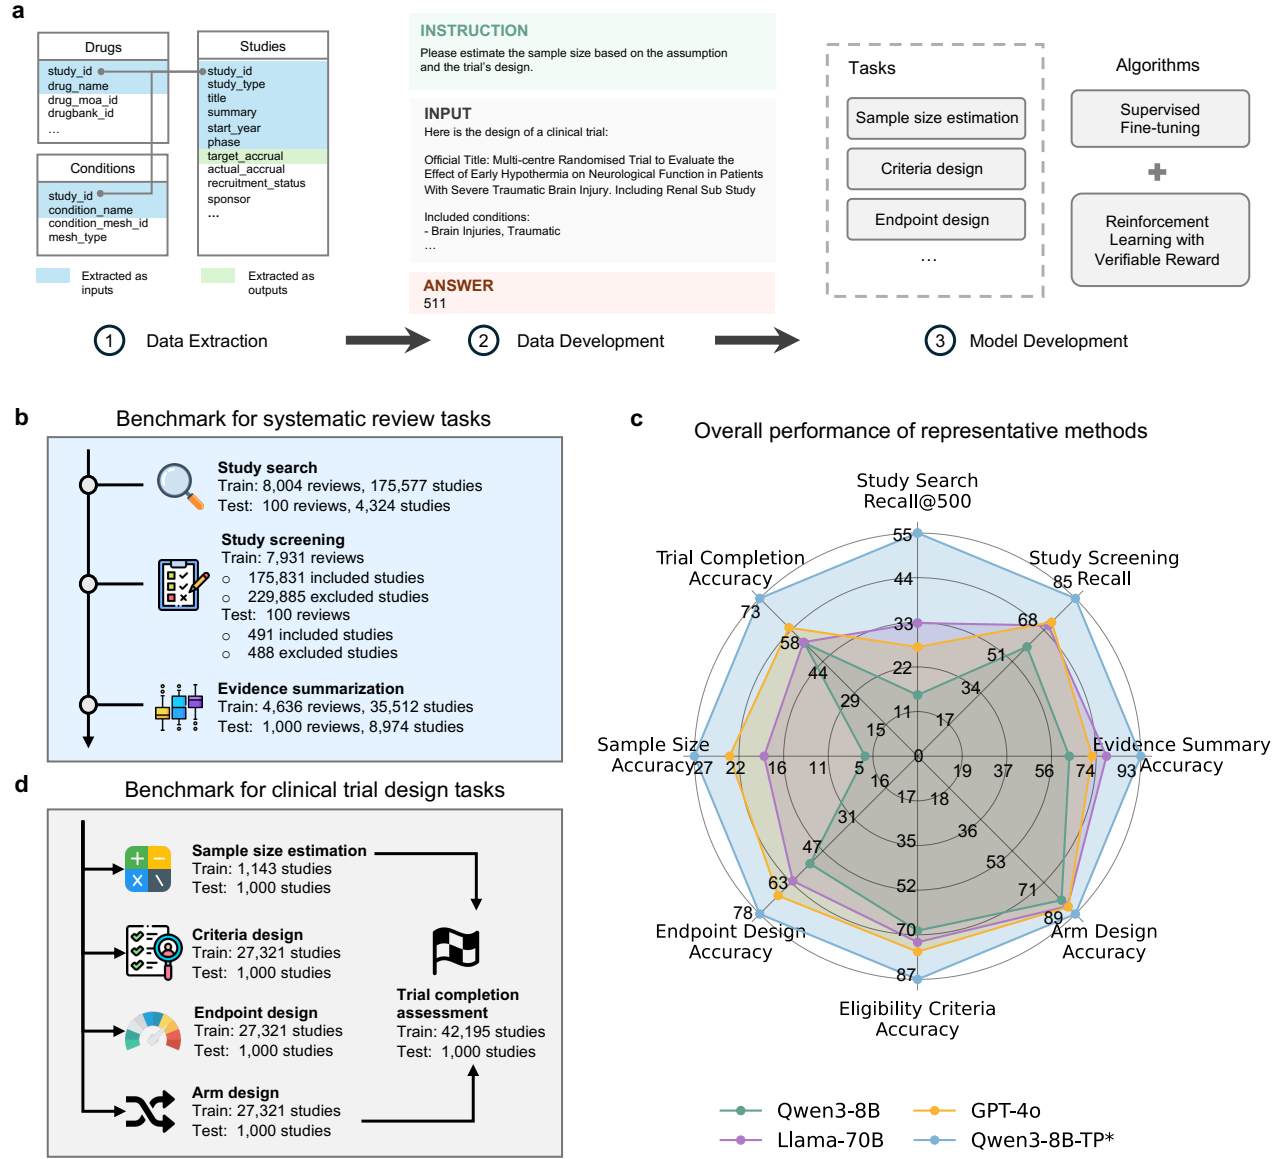 a
Drugs
study_id
drug_name
drug_moa_id
drugbank_id
...
Conditions
study_id
condition_name
condition_mesh_id
mesh_type
Studies
study_id
study_type
title
summary
start_year
phase
target_accrual
actual_accrual
recruitment_status
sponsor
...
Extracted as
inputs
Extracted as
outputs
INSTRUCTION
Please estimate the sample size based on the assumption
and the trial's design.
INPUT
Here is the design of a clinical trial:
Official Title: Multi-centre Randomised Trial to Evaluate the
Effect of Early Hypothermia on Neurological Function in Patients
With Severe Traumatic Brain Injury. Including Renal Sub Study
Included conditions:
- Brain Injuries, Traumatic
...
ANSWER
511
Tasks
Sample size estimation
Criteria design
Endpoint design
...
Algorithms
Supervised
Fine-tuning
+
Reinforcement
Learning with
Verifiable Reward
1 Data Extraction
2 Data Development
3 Model Development
b
Benchmark for systematic review tasks
Study search
Train: 8,004 reviews, 175,577 studies
Test: 100 reviews, 4,324 studies
Study screening
Train: 7,931 reviews
o 175,831 included studies
o 229,885 excluded studies
Test: 100 reviews
o 491 included studies
o 488 excluded studies
Evidence summarization
Train: 4,636 reviews, 35,512 studies
Test: 1,000 reviews, 8,974 studies
c
Overall performance of representative methods
Study Search
Recall@500
55
44
33
22
11
Study Screening
Recall
85
68
51
34
17
Evidence Summary
Accuracy
0
19
37
56
74
93
Arm Design
Accuracy
18
36
53
71
89
Eligibility Criteria
Accuracy
17
35
52
70
87
Endpoint Design
Accuracy
16
31
47
63
78
Sample Size
Accuracy
27
22
16
11
5
Trial Completion
Accuracy
73
58
44
29
15
Qwen3-8B
Llama-70B
GPT-4o
Qwen3-8B-TP*
d
Benchmark for clinical trial design tasks
Sample size estimation
Train: 1,143 studies
Test: 1,000 studies
Criteria design
Train: 27,321 studies
Test: 1,000 studies
Endpoint design
Train: 27,321 studies
Test: 1,000 studies
Arm design
Train: 27,321 studies
Test: 1,000 studies
Trial completion
assessment
Train: 42,195 studies
Test: 1,000 studies